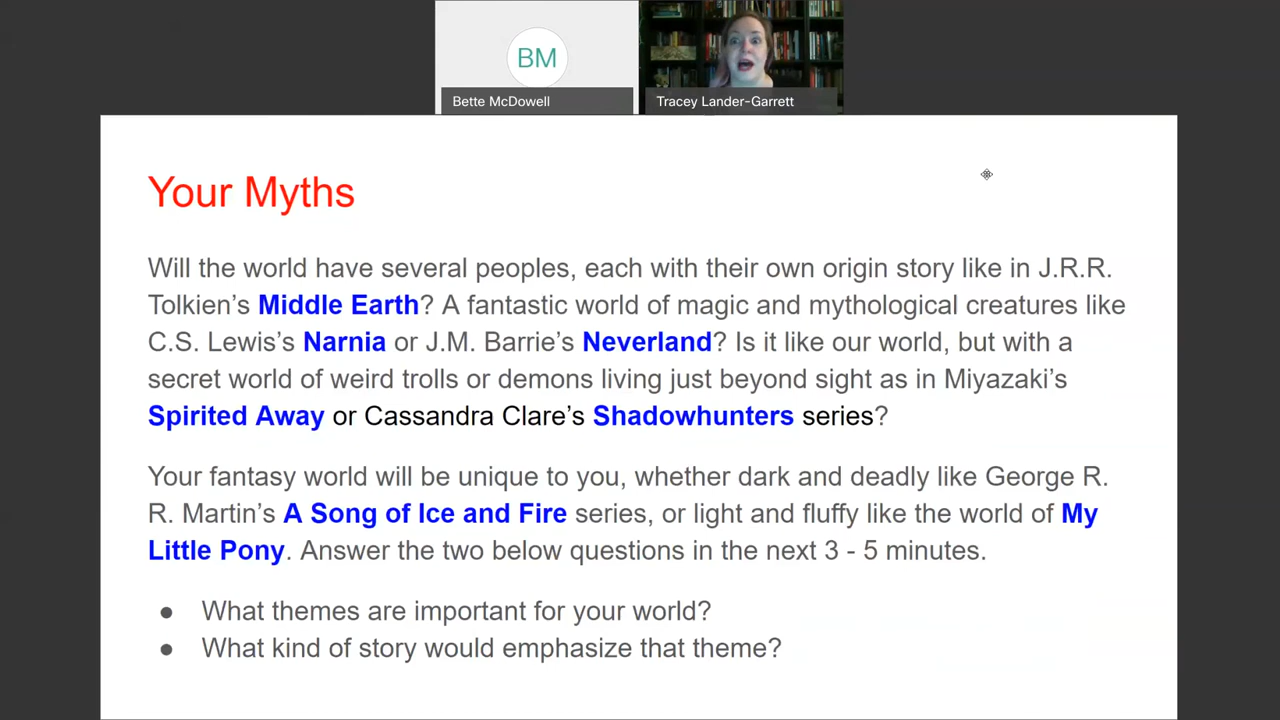 BM
Bette McDowell
Tracey Lander-Garrett
Your Myths
Will the world have several peoples, each with their own origin story like in J.R.R.
Tolkien’s Middle Earth? A fantastic world of magic and mythological creatures like
C.S. Lewis’s Narnia or J.M. Barrie’s Neverland? Is it like our world, but with a
secret world of weird trolls or demons living just beyond sight as in Miyazaki’s
Spirited Away or Cassandra Clare’s Shadowhunters series?
Your fantasy world will be unique to you, whether dark and deadly like George R.
R. Martin’s A Song of Ice and Fire series, or light and fluffy like the world of My
Little Pony. Answer the two below questions in the next 3 - 5 minutes.
● What themes are important for your world?
● What kind of story would emphasize that theme?